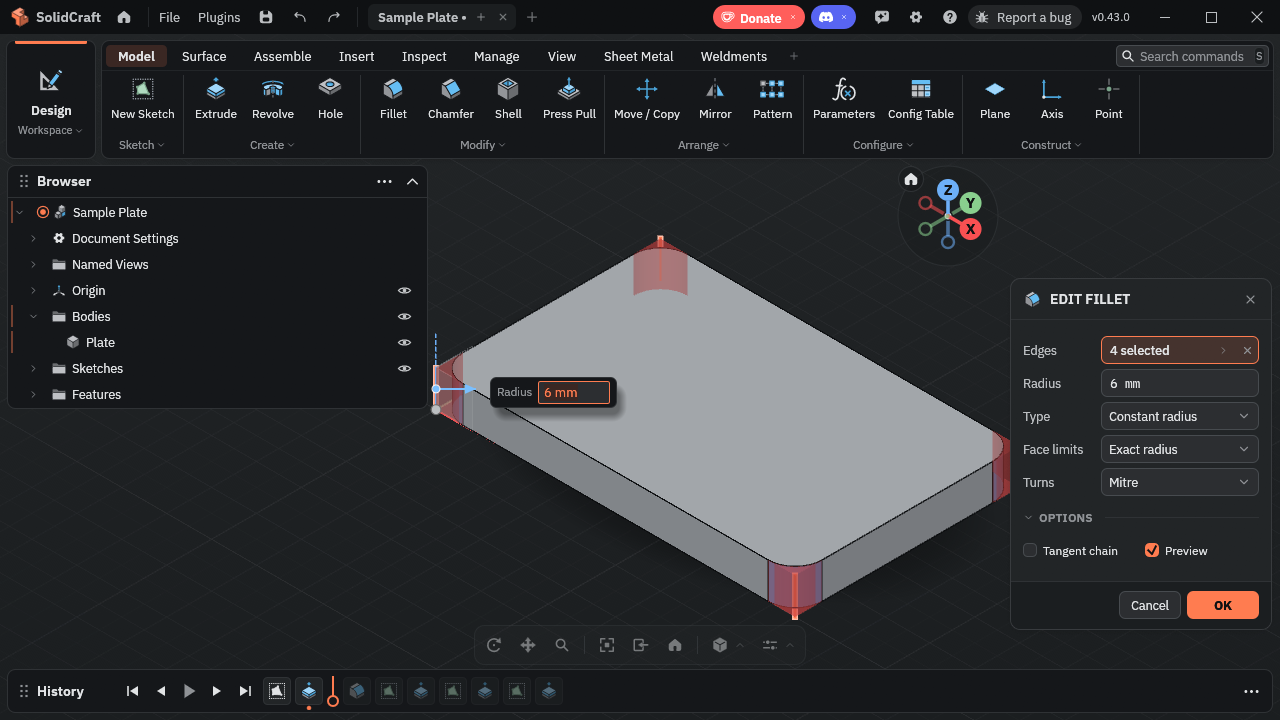 SolidCraft File Plugins Sample Plate • Donate Report a bug v0.43.0
Design
Workspace
Model Surface Assemble Insert Inspect Manage View Sheet Metal Weldments Search commands S
New Sketch Extrude Revolve Hole Fillet Chamfer Shell Press Pull Move / Copy Mirror Pattern Parameters Config Table Plane Axis Point
Sketch Create Modify Arrange Configure Construct
Browser
Sample Plate
Document Settings
Named Views
Origin
Bodies
Plate
Sketches
Features
Z
Y
X
Radius 6 mm
EDIT FILLET
Edges 4 selected
Radius 6 mm
Type Constant radius
Face limits Exact radius
Turns Mitre
OPTIONS
Tangent chain Preview
Cancel OK
History